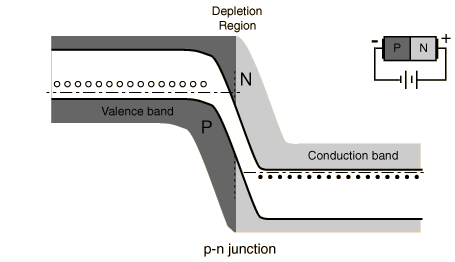 Depletion
Region
- +
P N
N
Valence band
P
Conduction band
p-n junction